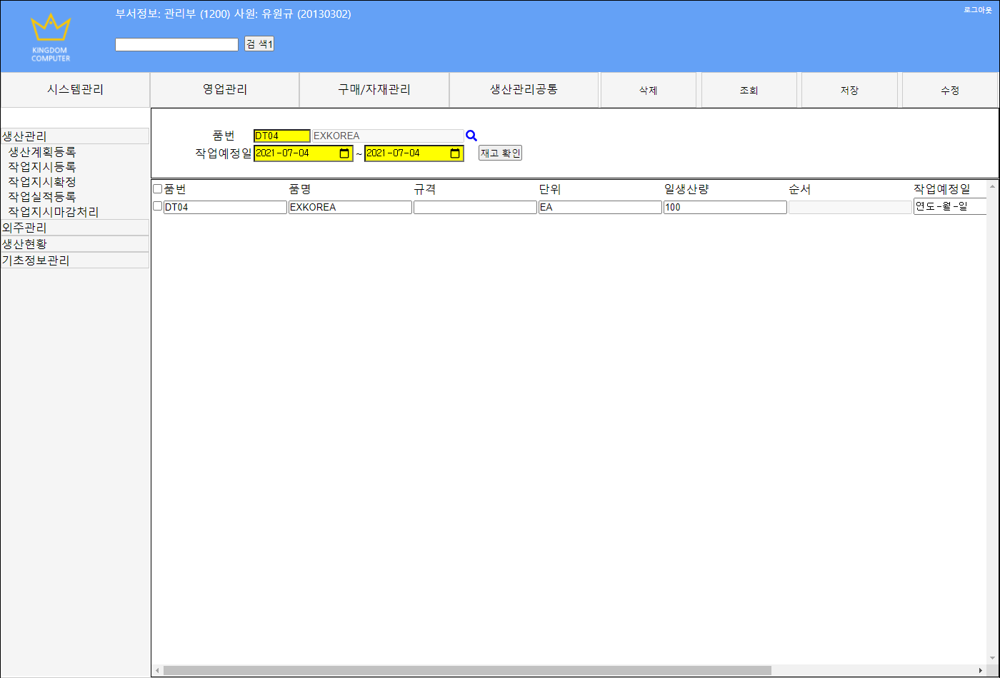 부서정보: 관리부 (1200) 사원: 유원규 (20130302)
로그아웃
KINGDOM
COMPUTER
검 색1
시스템관리 영업관리 구매/자재관리 생산관리공통 삭제 조회 저장 수정
생산관리
생산계획등록
작업지시등록
작업지시확정
작업실적등록
작업지시마감처리
외주관리
생산현황
기초정보관리
품번 DT04 EXKOREA
작업예정일 2021-07-04 ~ 2021-07-04 재고 확인
품번 품명 규격 단위 일생산량 순서 작업예정일
DT04 EXKOREA EA 100 연도-월-일